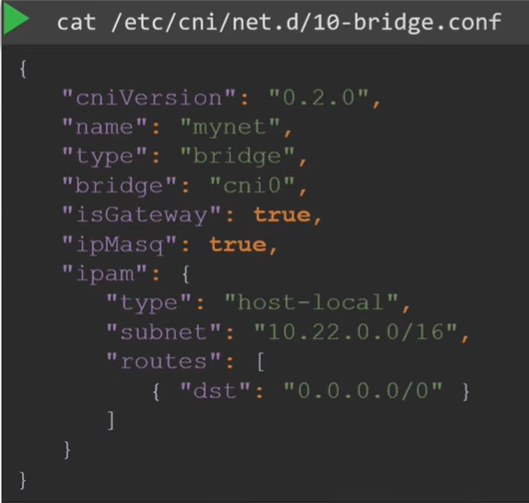 cat /etc/cni/net.d/10-bridge.conf
{
    "cniVersion": "0.2.0",
    "name": "mynet",
    "type": "bridge",
    "bridge": "cni0",
    "isGateway": true,
    "ipMasq": true,
    "ipam": {
        "type": "host-local",
        "subnet": "10.22.0.0/16",
        "routes": [
            { "dst": "0.0.0.0/0" }
        ]
    }
}